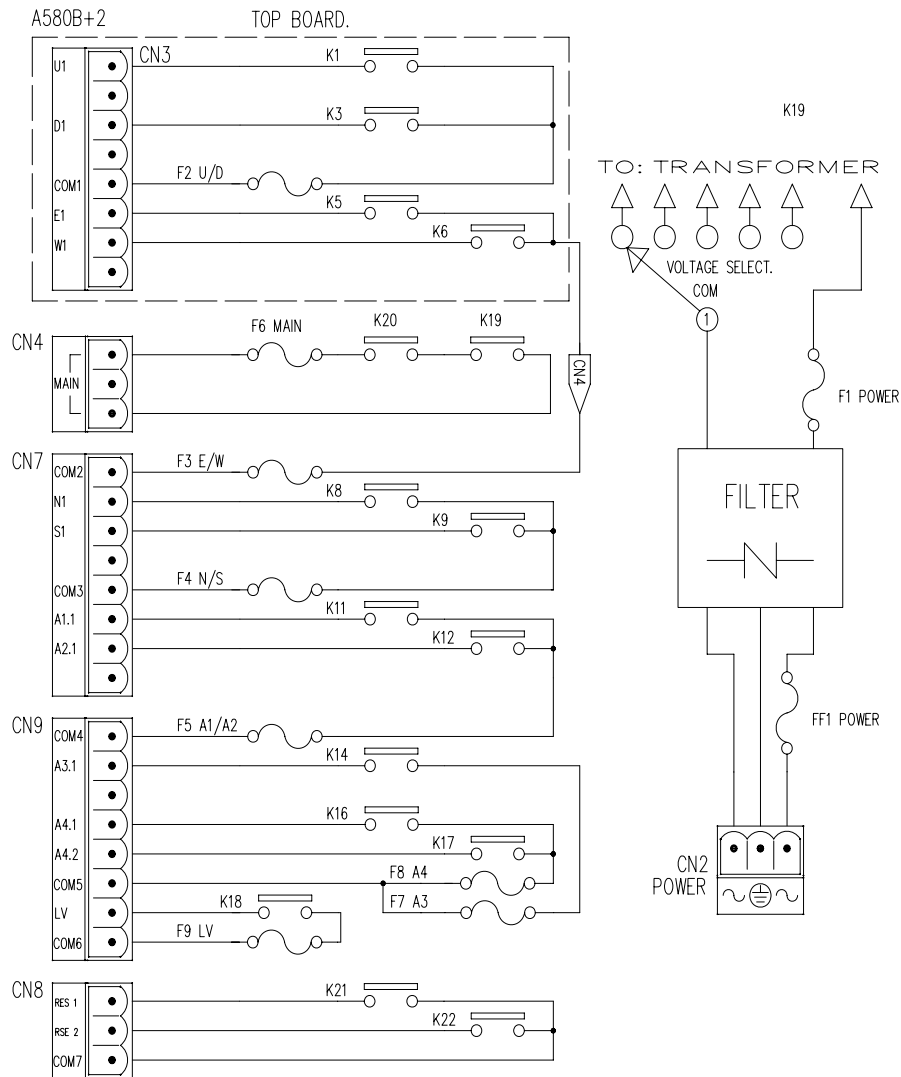 A580B+2 TOP BOARD.
CN3
U1 K1
D1 K3
COM1 F2 U/D
E1 K5
W1 K6
K19
TO: TRANSFORMER
VOLTAGE SELECT.
COM
1
CN4
MAIN
F6 MAIN K20 K19
CN4
F1 POWER
CN7
COM2 F3 E/W
N1 K8
S1 K9
COM3 F4 N/S
A1.1 K11
A2.1 K12
FILTER
N
FF1 POWER
CN9
COM4 F5 A1/A2
A3.1 K14
A4.1 K16
A4.2 K17
COM5 F8 A4
F7 A3
LV K18
COM6 F9 LV
CN2
POWER
CN8
RES 1 K21
RSE 2 K22
COM7